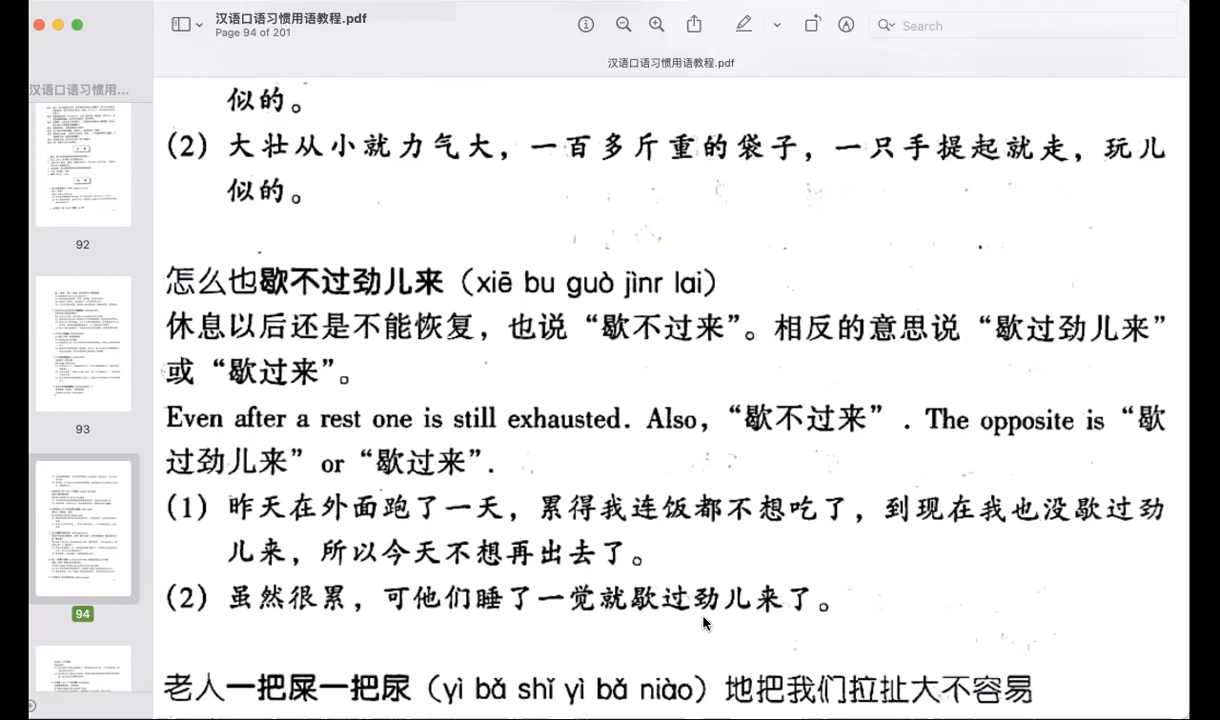 汉语口语习惯用语教程.pdf
Page 94 of 201
Search
汉语口语习惯用...
汉语口语习惯用语教程.pdf
92
93
94
似的。
(2) 大壮从小就力气大，一百多斤重的袋子，一只手提起就走，玩儿
似的。
怎么也歇不过劲儿来（xiē bu guò jìnr lai）
休息以后还是不能恢复，也说“歇不过来”。相反的意思说“歇过劲儿来”
或“歇过来”。
Even after a rest one is still exhausted. Also, “歇不过来”. The opposite is “歇
过劲儿来” or “歇过来”.
(1) 昨天在外面跑了一天，累得我连饭都不想吃了，到现在我也没歇过劲
儿来，所以今天不想再出去了。
(2) 虽然很累，可他们睡了一觉就歇过劲儿来了。
老人一把屎一把尿（yì bǎ shǐ yì bǎ niào）地把我们拉扯大不容易